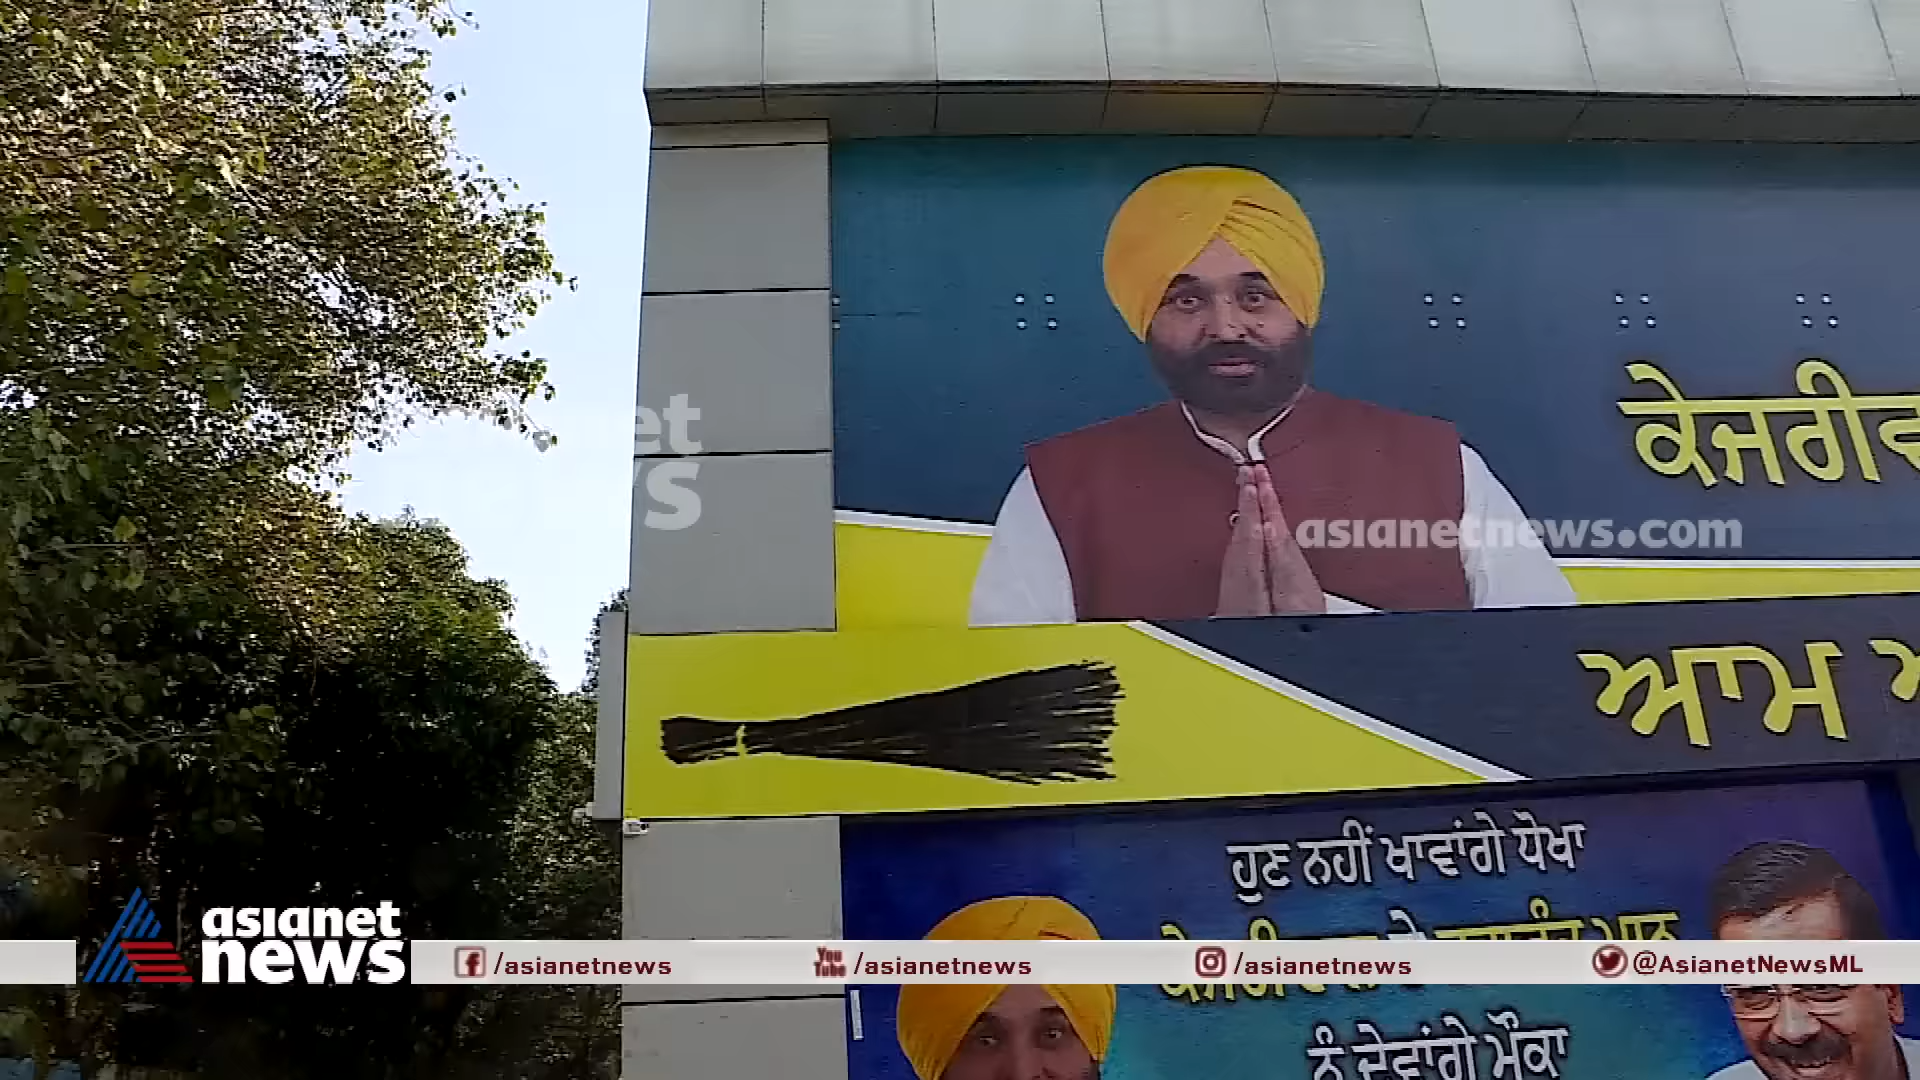 ਕੇਜਰੀਵ
asianetnews.com
ਆਮ
ਹੁਣ ਨਹੀਂ ਖਾਵਾਂਗੇ ਧੋਖਾ
ਨੂੰ ਦੇਵਾਂਗੇ ਮੌਕਾ
asianet
news
/asianetnews
/asianetnews
/asianetnews
@AsianetNewsML